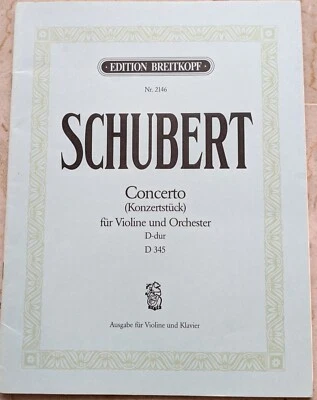 EDITION BREITKOPF
Nr. 2146
SCHUBERT
Concerto
(Konzertstück)
für Violine und Orchester
D-dur
D 345
Ausgabe für Violine und Klavier